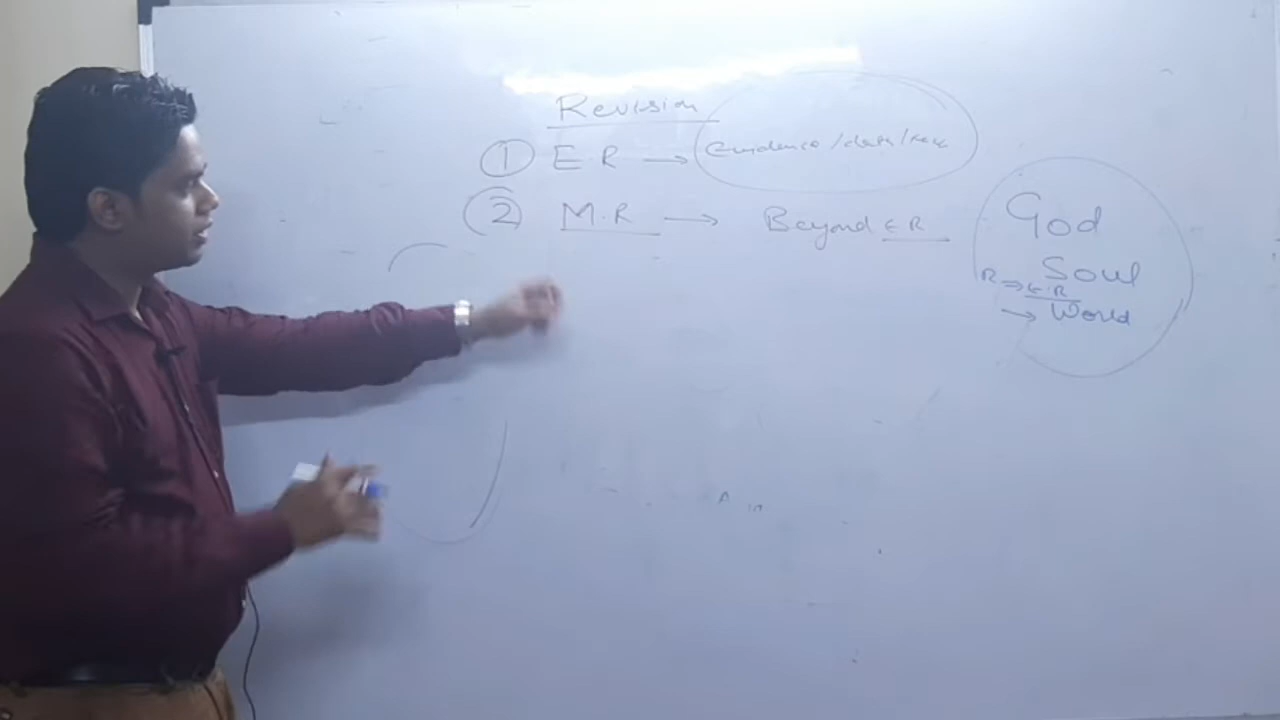 Revision
① E R → evidence / data /
② M.R → Beyond E R
God
Soul
R → E.R
→ World